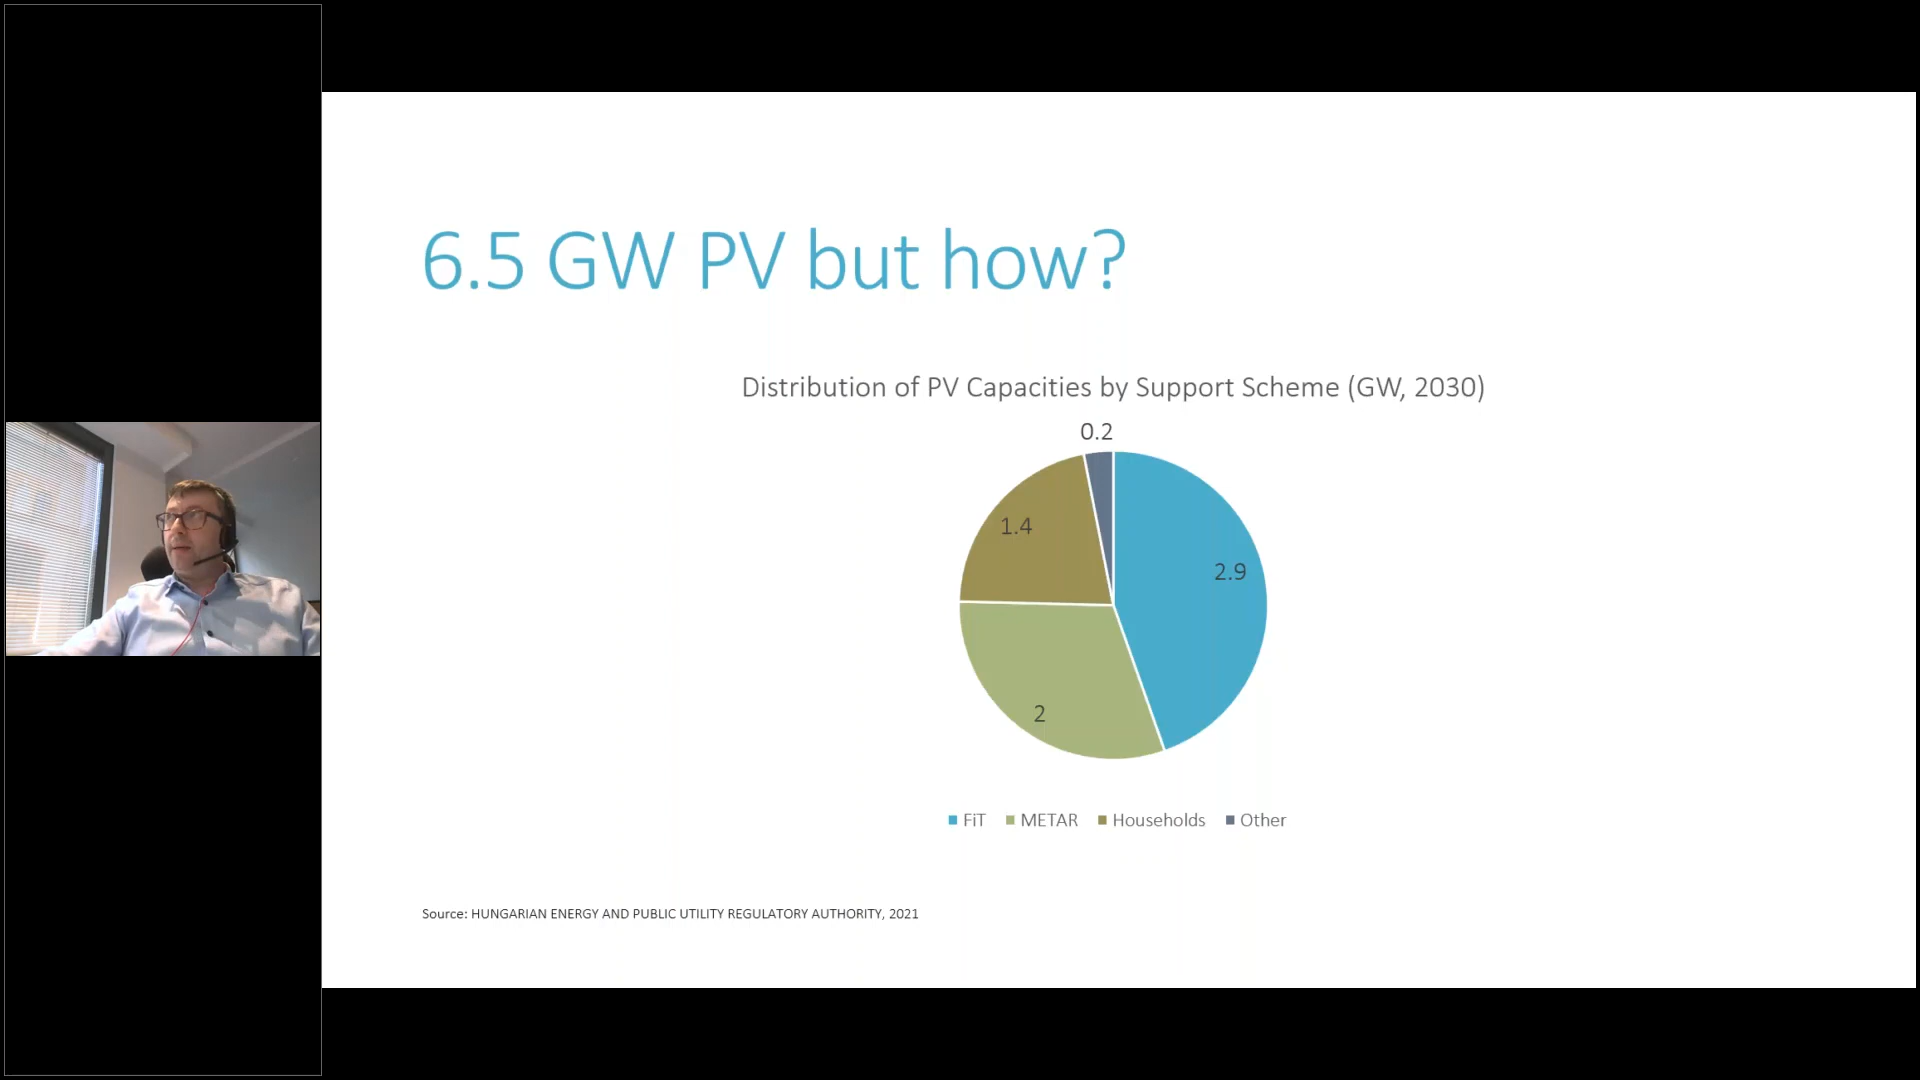 6.5 GW PV but how?
Distribution of PV Capacities by Support Scheme (GW, 2030)
0.2
1.4
2.9
2
FiT METAR Households Other
Source: HUNGARIAN ENERGY AND PUBLIC UTILITY REGULATORY AUTHORITY, 2021